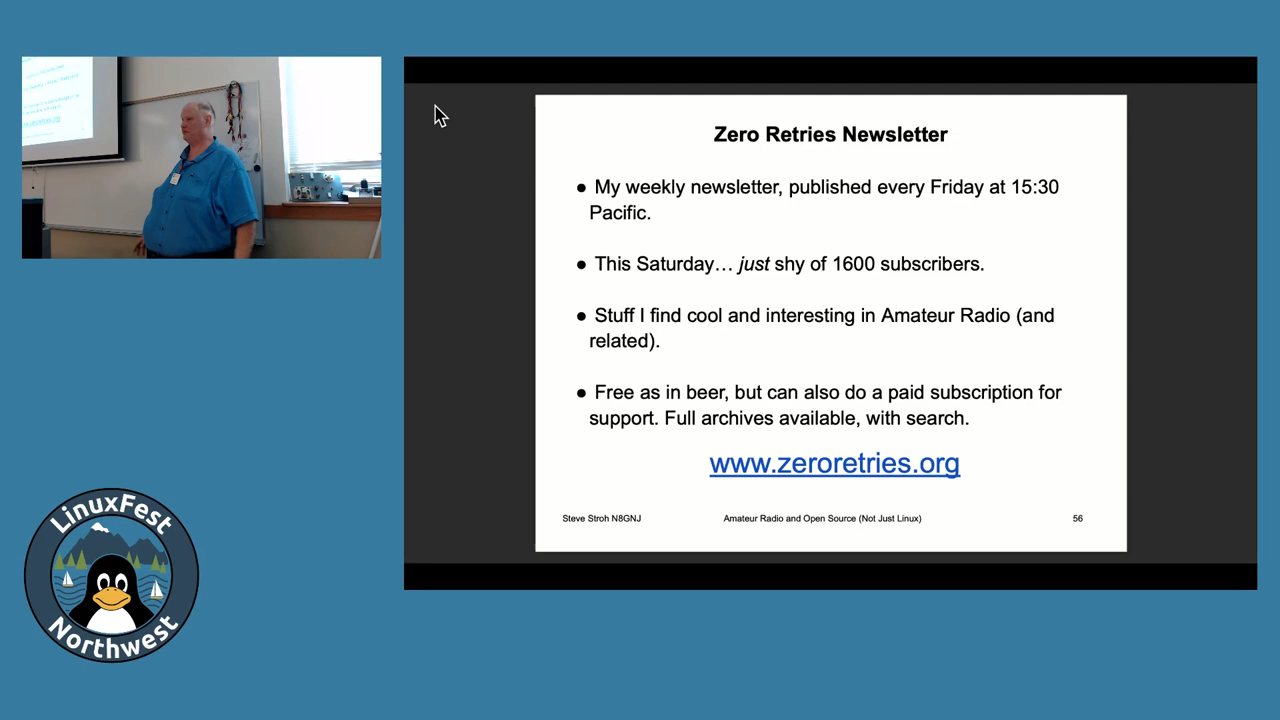 Zero Retries Newsletter
● My weekly newsletter, published every Friday at 15:30
Pacific.
● This Saturday… just shy of 1600 subscribers.
● Stuff I find cool and interesting in Amateur Radio (and
related).
● Free as in beer, but can also do a paid subscription for
support. Full archives available, with search.
www.zeroretries.org
Steve Stroh N8GNJ
Amateur Radio and Open Source (Not Just Linux)
56
LinuxFest
Northwest